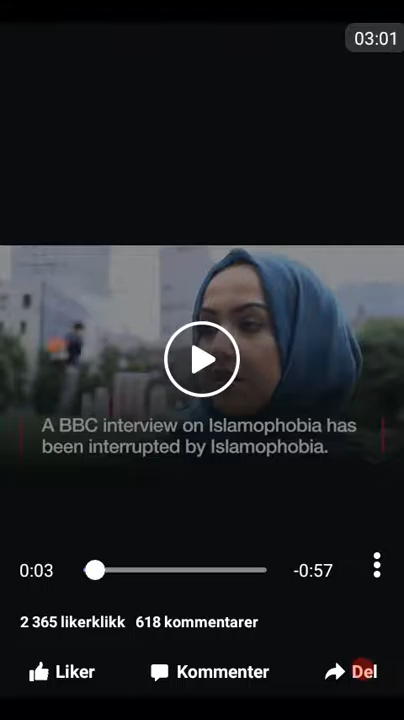 03:01
A BBC interview on Islamophobia has
been interrupted by Islamophobia.
0:03
-0:57
2 365 likerklikk 618 kommentarer
Liker Kommenter Del